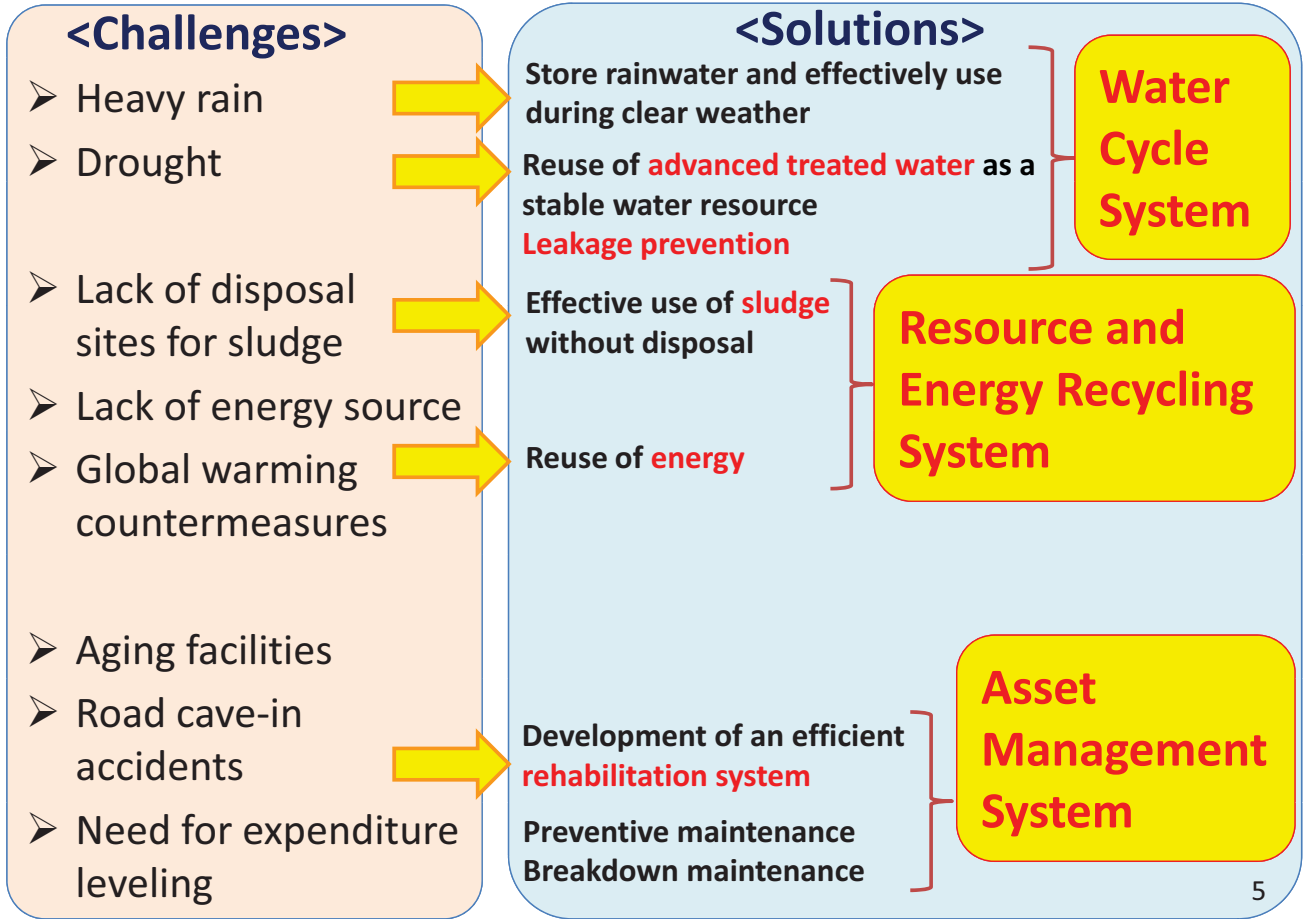 <Challenges>
➢ Heavy rain
➢ Drought
➢ Lack of disposal
sites for sludge
➢ Lack of energy source
➢ Global warming
countermeasures
➢ Aging facilities
➢ Road cave-in
accidents
➢ Need for expenditure
leveling
<Solutions>
Store rainwater and effectively use
during clear weather
Reuse of advanced treated water as a
stable water resource
Leakage prevention
Water
Cycle
System
Effective use of sludge
without disposal
Reuse of energy
Resource and
Energy Recycling
System
Development of an efficient
rehabilitation system
Preventive maintenance
Breakdown maintenance
Asset
Management
System
5